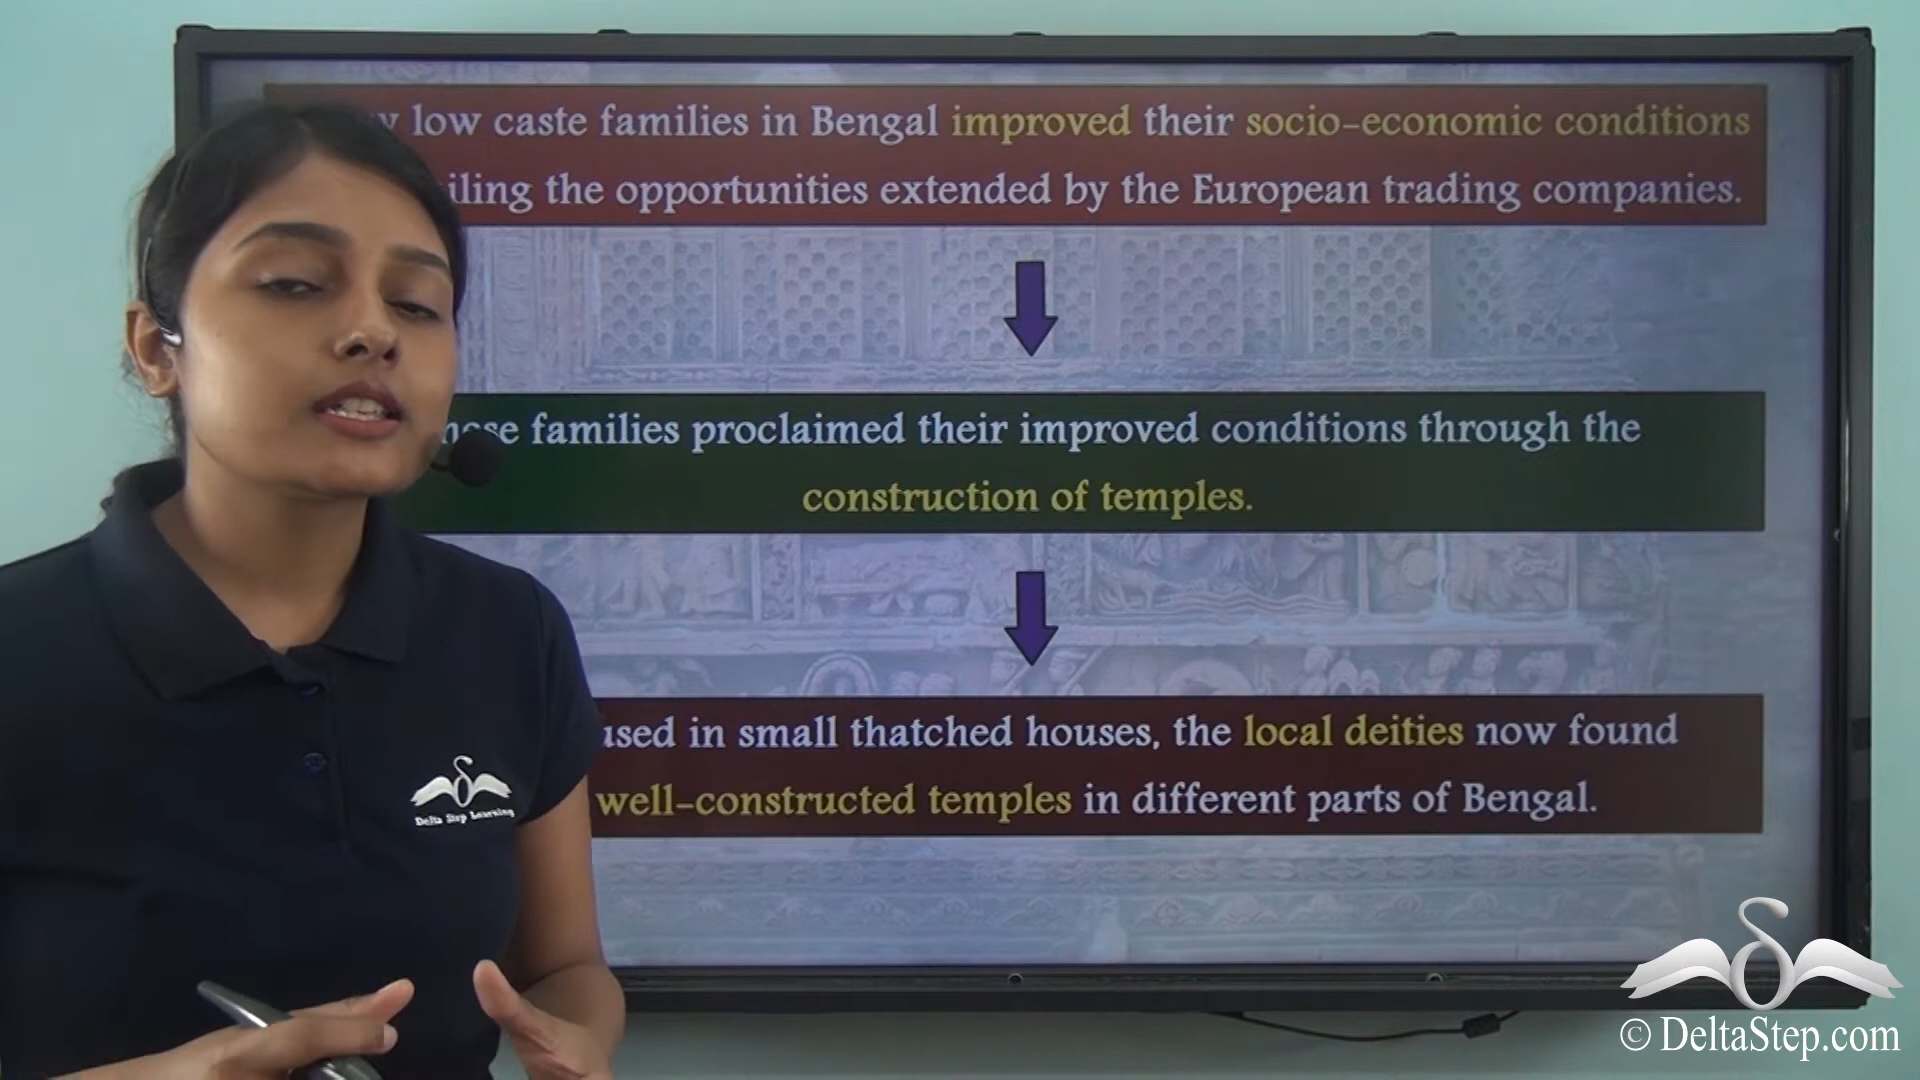 low caste families in Bengal improved their socio-economic conditions
the opportunities extended by the European trading companies.
families proclaimed their improved conditions through the
construction of temples.
in small thatched houses, the local deities now found
well-constructed temples in different parts of Bengal.
Delta Step Learning
© DeltaStep.com